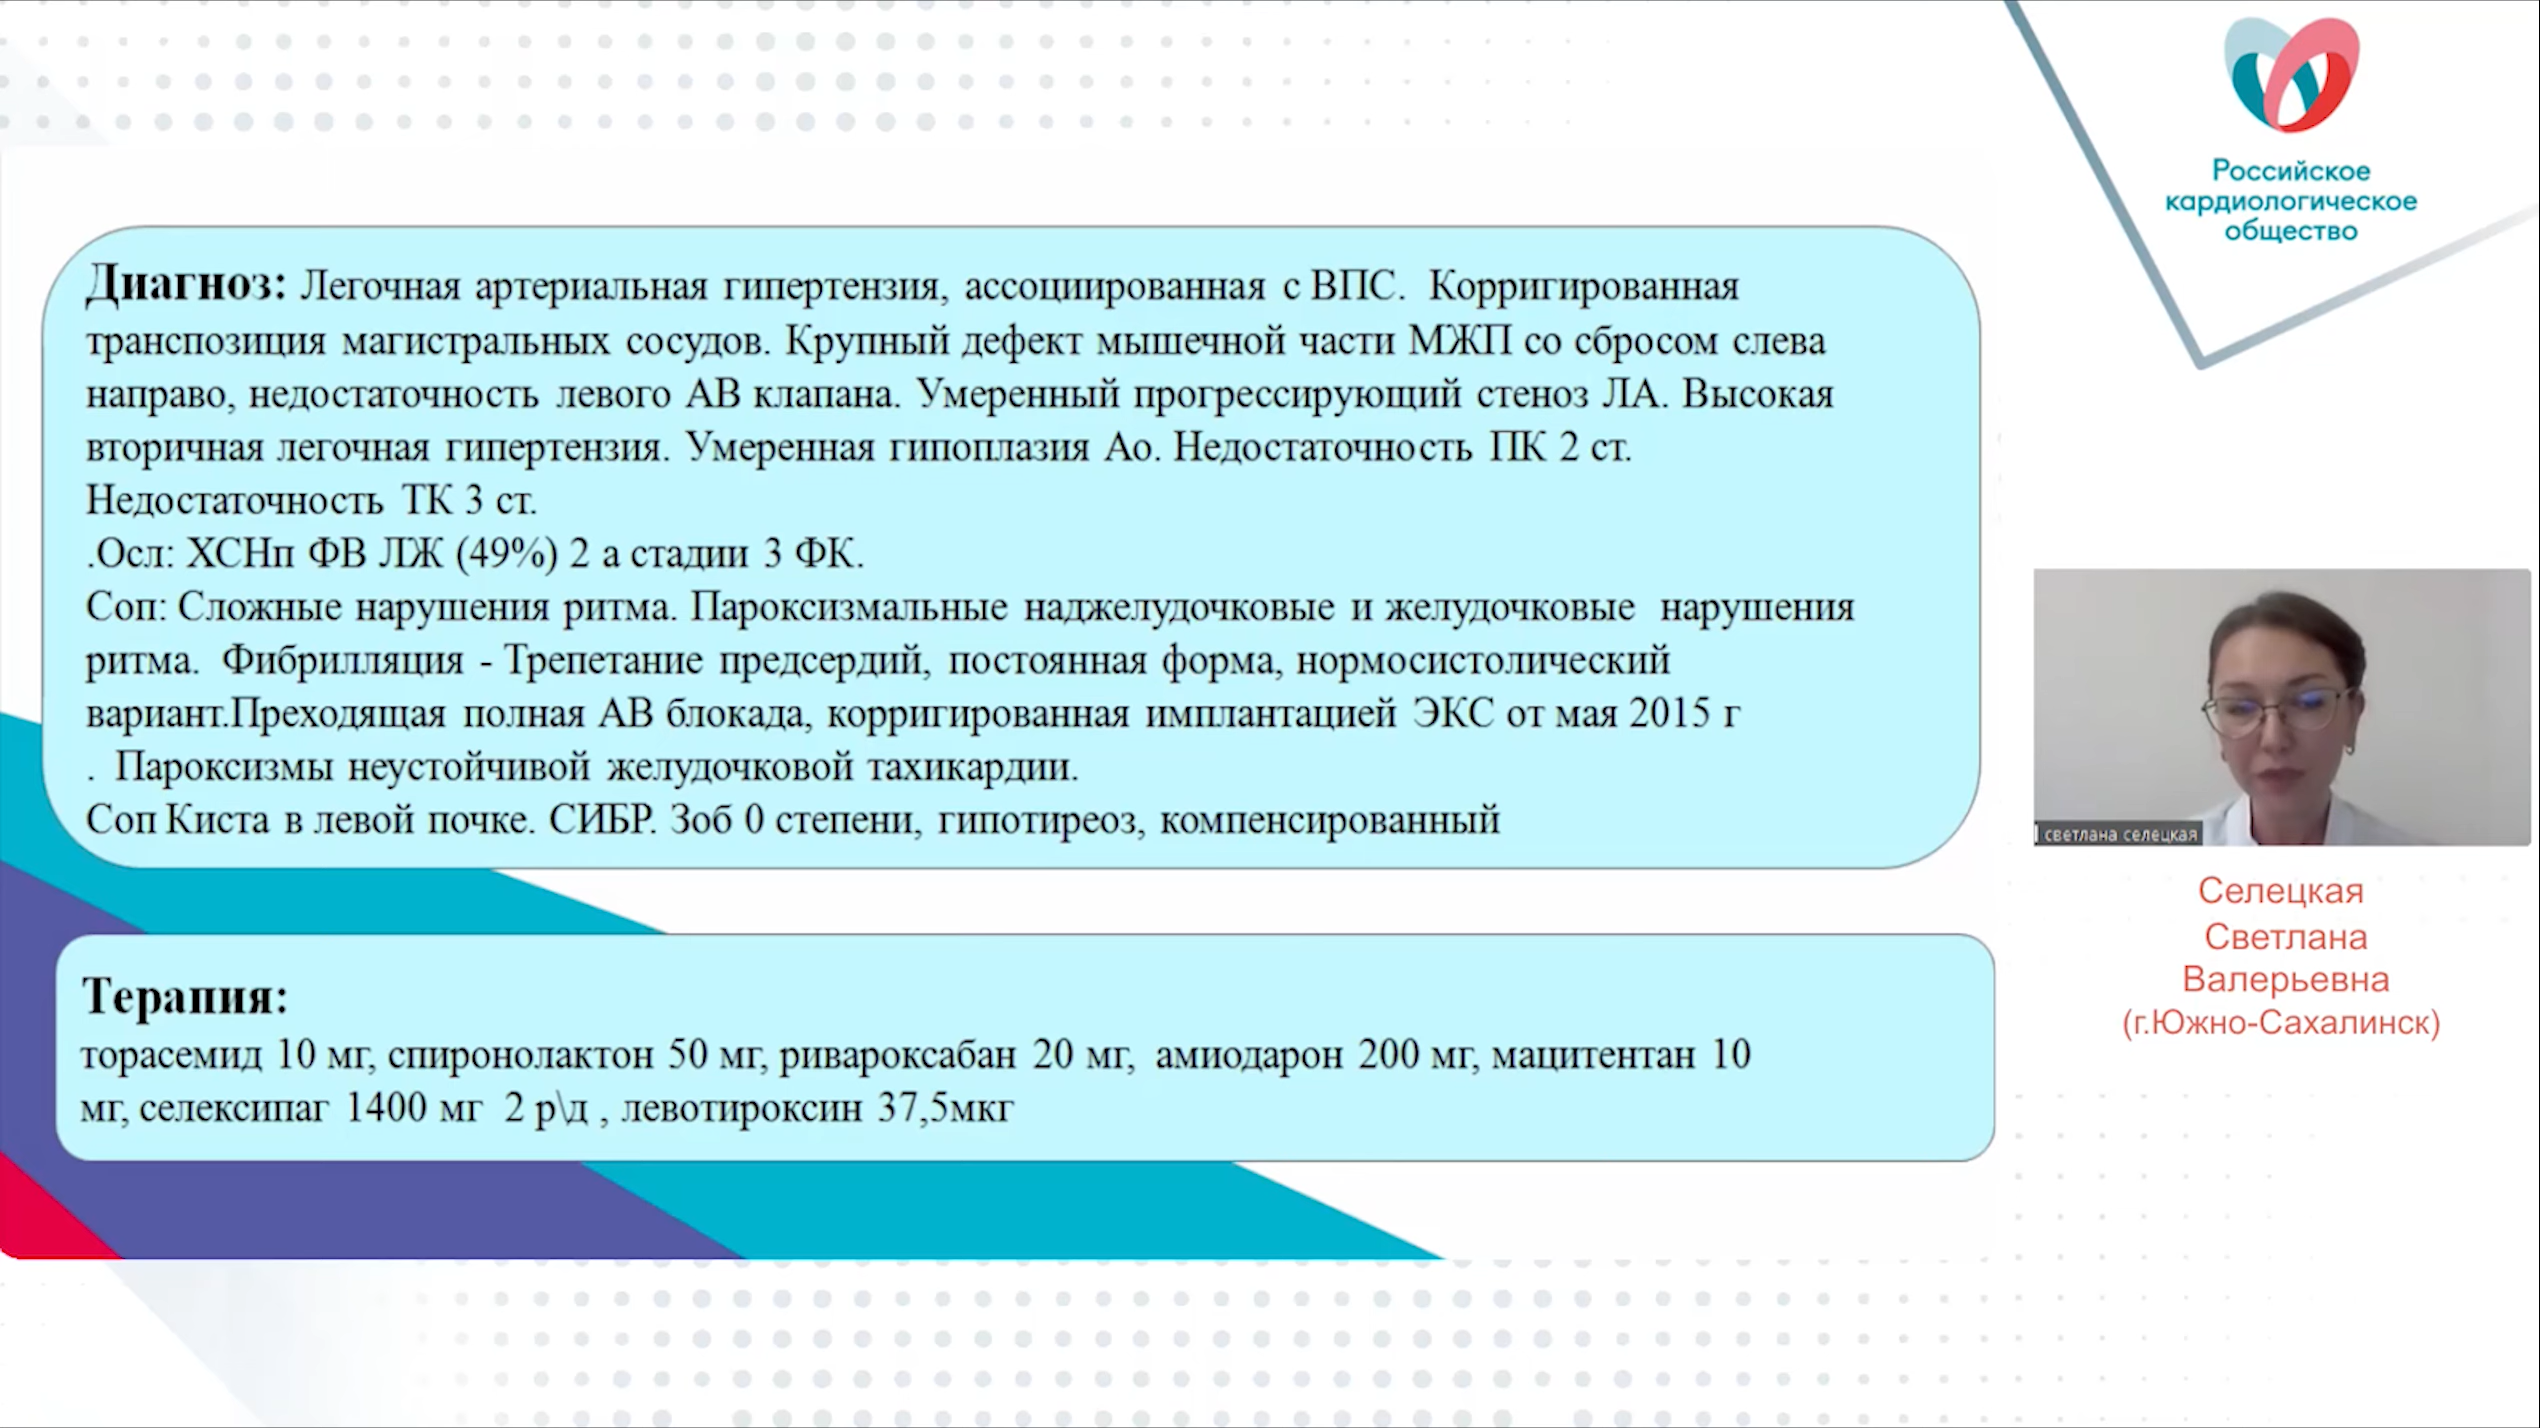 Российское
кардиологическое
общество
Диагноз: Легочная артериальная гипертензия, ассоциированная с ВПС. Корригированная
транспозиция магистральных сосудов. Крупный дефект мышечной части МЖП со сбросом слева
направо, недостаточность левого АВ клапана. Умеренный прогрессирующий стеноз ЛА. Высокая
вторичная легочная гипертензия. Умеренная гипоплазия Ао. Недостаточность ПК 2 ст.
Недостаточность ТК 3 ст.
.Осл: ХСНп ФВ ЛЖ (49%) 2 а стадии 3 ФК.
Соп: Сложные нарушения ритма. Пароксизмальные наджелудочковые и желудочковые нарушения
ритма. Фибрилляция - Трепетание предсердий, постоянная форма, нормосистолический
вариант.Преходящая полная АВ блокада, корригированная имплантацией ЭКС от мая 2015 г
. Пароксизмы неустойчивой желудочковой тахикардии.
Соп Киста в левой почке. СИБР. Зоб 0 степени, гипотиреоз, компенсированный
Терапия:
торасемид 10 мг, спиронолактон 50 мг, ривароксабан 20 мг, амиодарон 200 мг, мацитентан 10
мг, селексипаг 1400 мг 2 р\д , левотироксин 37,5мкг
светлана селецкая
Селецкая
Светлана
Валерьевна
(г.Южно-Сахалинск)